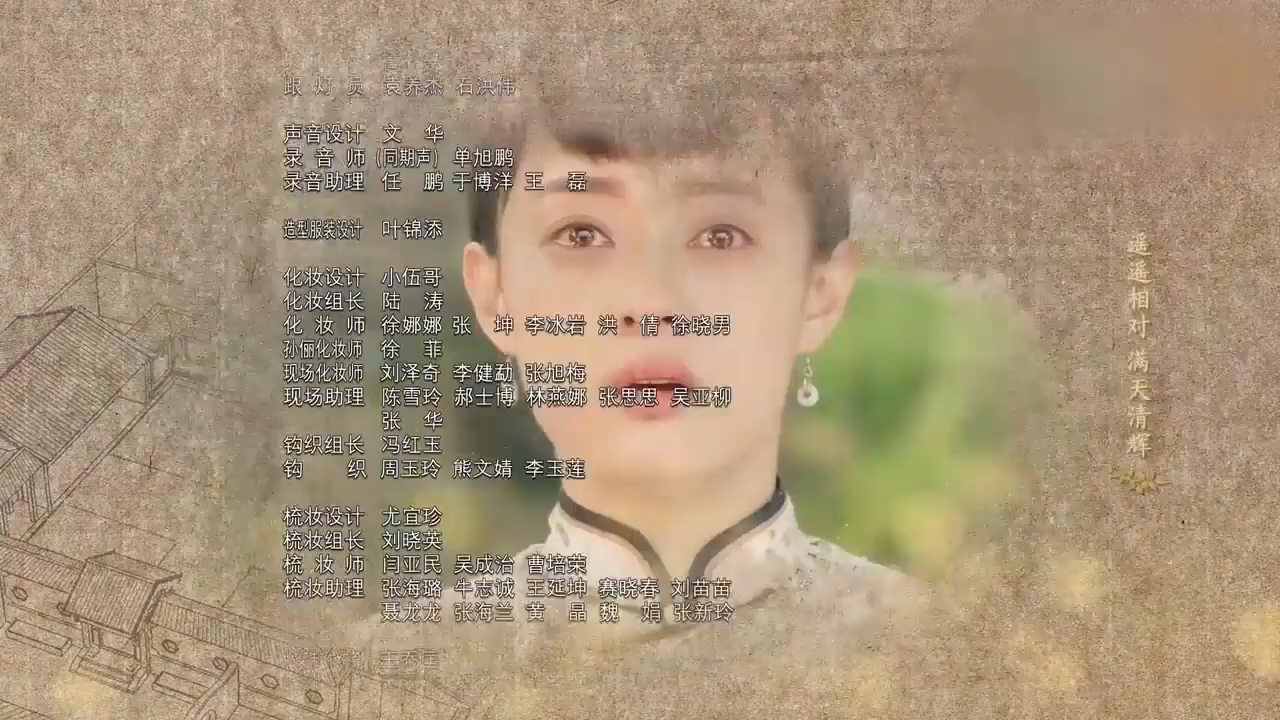 跟 灯 员 袁养杰 石洪伟
声音设计 文 华
录 音 师 (同期声) 单旭鹏
录音助理 任 鹏 于博洋 王 磊
造型服装设计 叶锦添
化妆设计 小伍哥
化妆组长 陆 涛
化 妆 师 徐娜娜 张 坤 李冰岩 洪 倩 徐晓男
孙俪化妆师 徐 菲
现场化妆师 刘泽奇 李健勐 张旭梅
现场助理 陈雪玲 郝士博 林燕娜 张思思 吴亚柳
张 华
钩织组长 冯红玉
钩 织 周玉玲 熊文婧 李玉莲
梳妆设计 尤宜珍
梳妆组长 刘晓英
梳 妆 师 闫亚民 吴成治 曹培荣
梳妆助理 张海璐 牛志诚 王延坤 赛晓春 刘苗苗
聂龙龙 张海兰 黄 晶 魏 娟 张新玲
遥遥相对 满天清辉